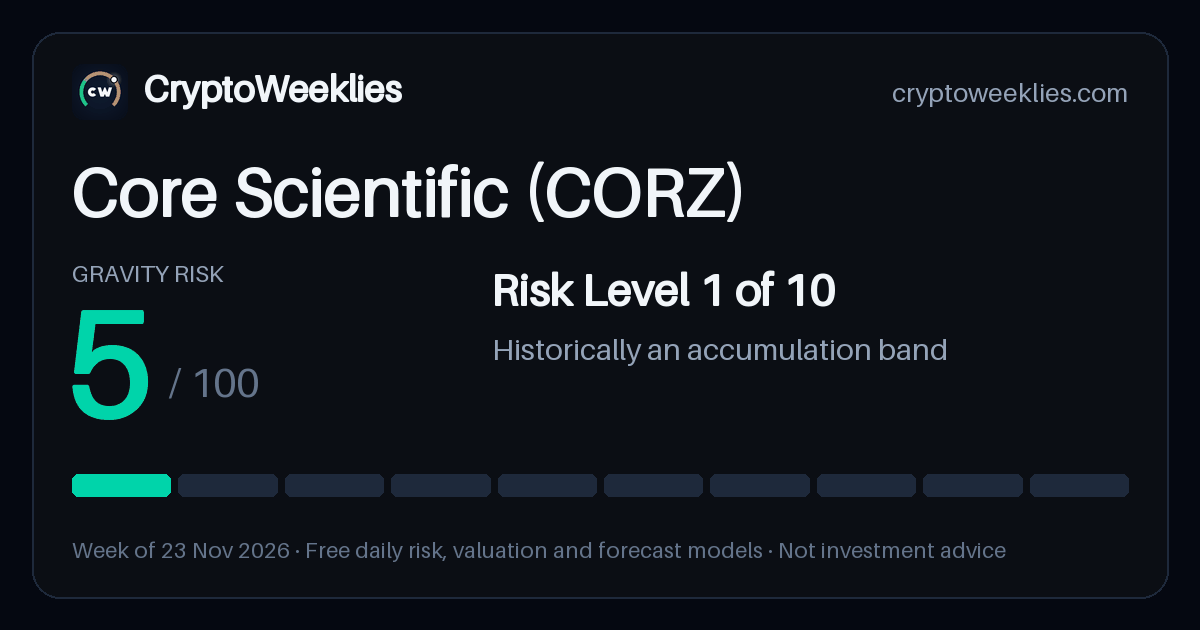 CW
CryptoWeeklies
cryptoweeklies.com
Core Scientific (CORZ)
GRAVITY RISK
5 / 100
Risk Level 1 of 10
Historically an accumulation band
Week of 23 Nov 2026 · Free daily risk, valuation and forecast models · Not investment advice